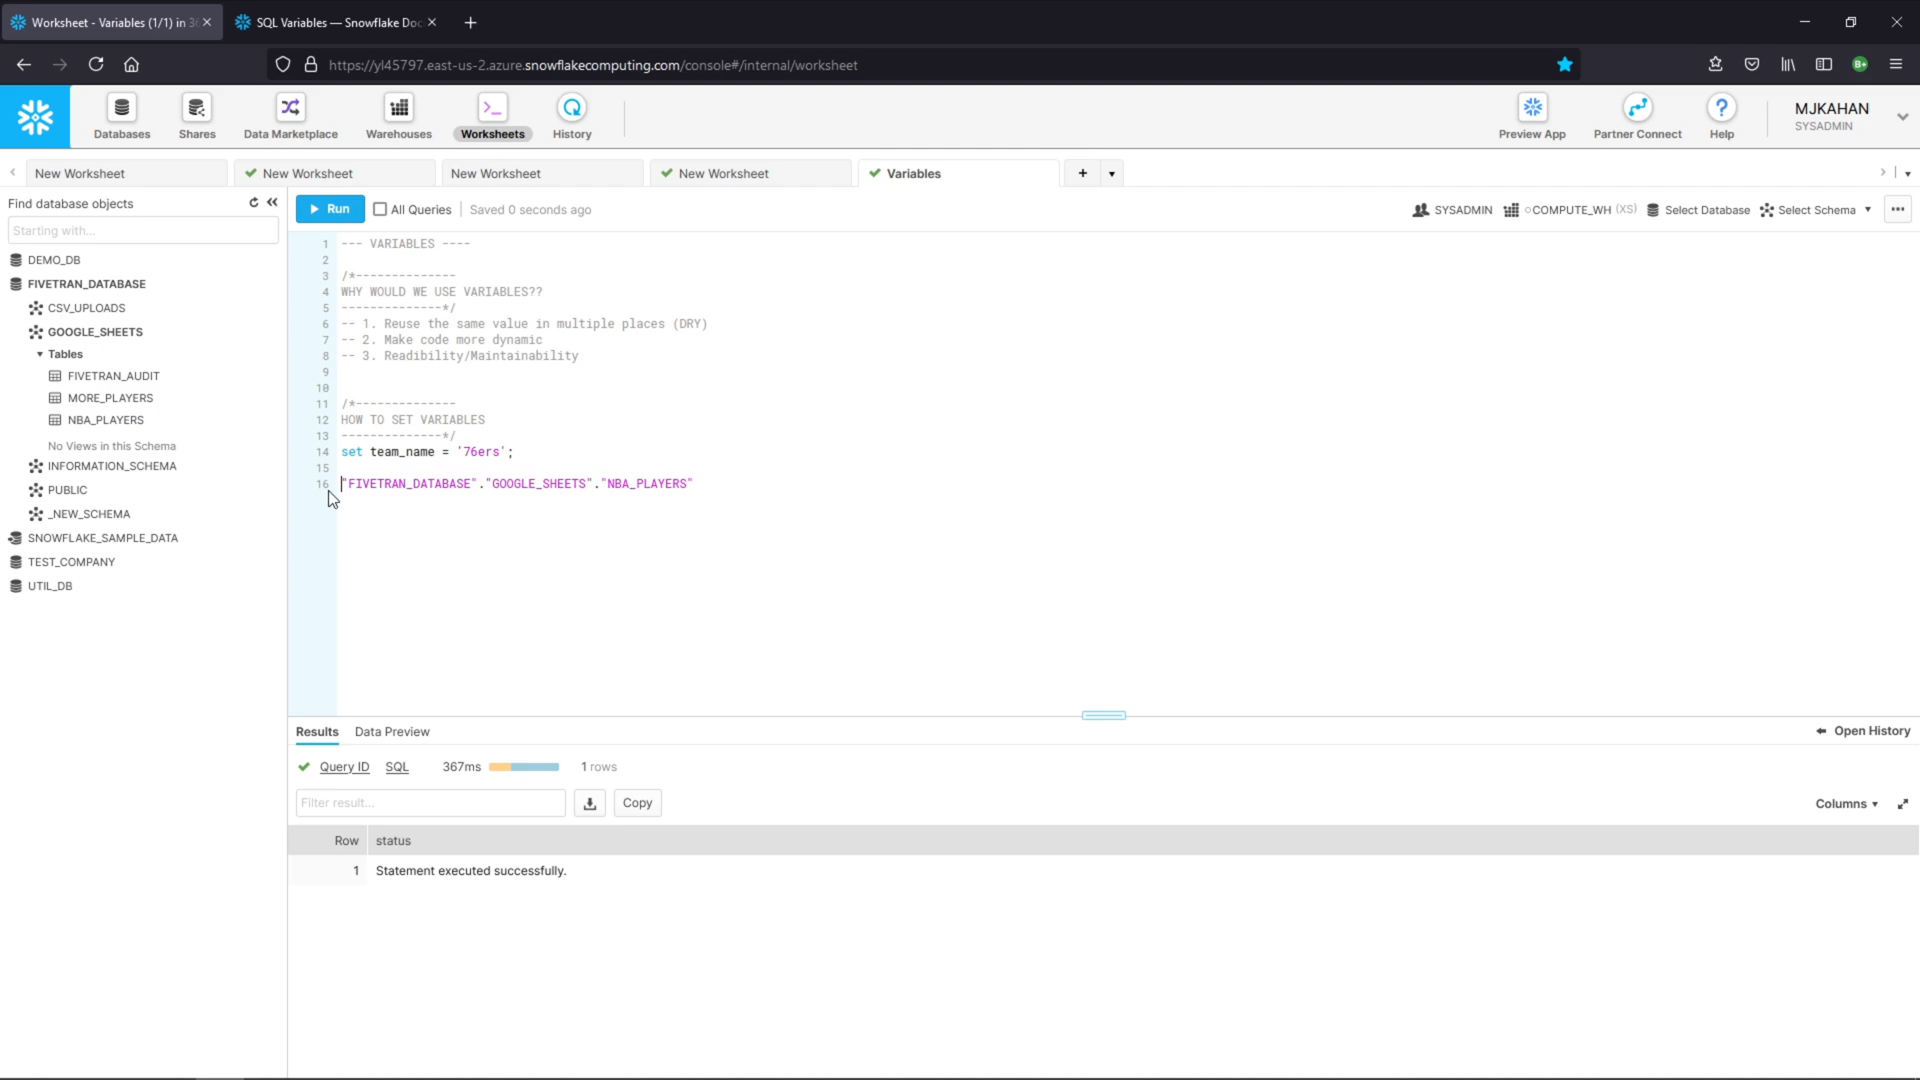 Worksheet - Variables (1/1) in 36
SQL Variables — Snowflake Doc
https://yl45797.east-us-2.azure.snowflakecomputing.com/console#/internal/worksheet
Databases
Shares
Data Marketplace
Warehouses
Worksheets
History
Preview App
Partner Connect
Help
MJKAHAN
SYSADMIN
New Worksheet
New Worksheet
New Worksheet
New Worksheet
Variables
Find database objects
Starting with...
DEMO_DB
FIVETRAN_DATABASE
CSV_UPLOADS
GOOGLE_SHEETS
Tables
FIVETRAN_AUDIT
MORE_PLAYERS
NBA_PLAYERS
No Views in this Schema
INFORMATION_SCHEMA
PUBLIC
_NEW_SCHEMA
SNOWFLAKE_SAMPLE_DATA
TEST_COMPANY
UTIL_DB
Run All Queries Saved 0 seconds ago
SYSADMIN COMPUTE_WH (XS) Select Database Select Schema
1 --- VARIABLES ----
2
3 /*--------------
4 WHY WOULD WE USE VARIABLES??
5 --------------*/
6 -- 1. Reuse the same value in multiple places (DRY)
7 -- 2. Make code more dynamic
8 -- 3. Readibility/Maintainability
9
10
11 /*--------------
12 HOW TO SET VARIABLES
13 --------------*/
14 set team_name = '76ers';
15
16 "FIVETRAN_DATABASE"."GOOGLE_SHEETS"."NBA_PLAYERS"
Results Data Preview
Open History
Query ID SQL 367ms 1 rows
Filter result...
Copy
Columns
Row status
1 Statement executed successfully.